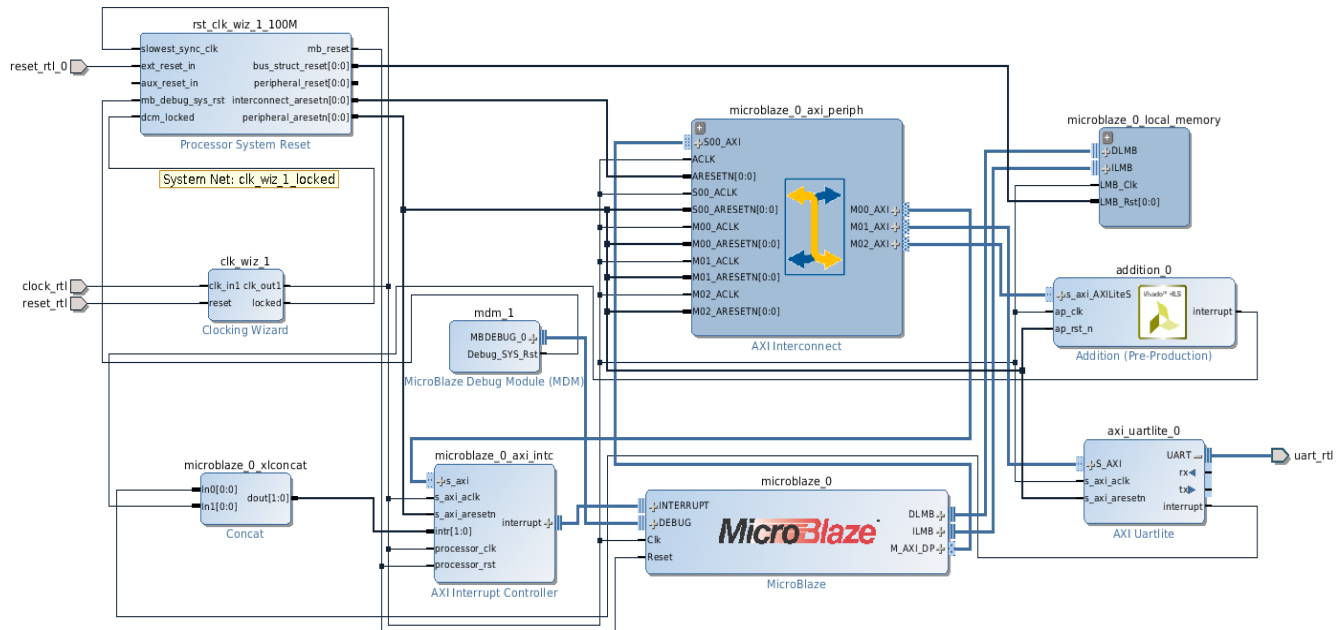 rst_clk_wiz_1_100M
slowest_sync_clk
ext_reset_in
aux_reset_in
mb_debug_sys_rst
dcm_locked
mb_reset
bus_struct_reset[0:0]
peripheral_reset[0:0]
interconnect_aresetn[0:0]
peripheral_aresetn[0:0]
Processor System Reset
reset_rtl_0
System Net: clk_wiz_1_locked
clock_rtl
reset_rtl
clk_wiz_1
clk_in1 clk_out1
reset locked
Clocking Wizard
mdm_1
MBDEBUG_0
Debug_SYS_Rst
MicroBlaze Debug Module (MDM)
microblaze_0_axi_periph
S00_AXI
ACLK
ARESETN[0:0]
S00_ACLK
S00_ARESETN[0:0]
M00_ACLK
M00_ARESETN[0:0]
M01_ACLK
M01_ARESETN[0:0]
M02_ACLK
M02_ARESETN[0:0]
M00_AXI
M01_AXI
M02_AXI
AXI Interconnect
microblaze_0_local_memory
DLMB
ILMB
LMB_Clk
LMB_Rst[0:0]
addition_0
s_axi_AXILiteS
ap_clk
ap_rst_n
Vivado™ HLS
interrupt
Addition (Pre-Production)
microblaze_0_xlconcat
In0[0:0]
In1[0:0]
dout[1:0]
Concat
microblaze_0_axi_intc
s_axi
s_axi_aclk
s_axi_aresetn
intr[1:0]
processor_clk
processor_rst
interrupt
AXI Interrupt Controller
microblaze_0
INTERRUPT
DEBUG
Clk
Reset
MicroBlaze
DLMB
ILMB
M_AXI_DP
MicroBlaze
axi_uartlite_0
S_AXI
s_axi_aclk
s_axi_aresetn
UART
rx
tx
interrupt
AXI Uartlite
uart_rtl